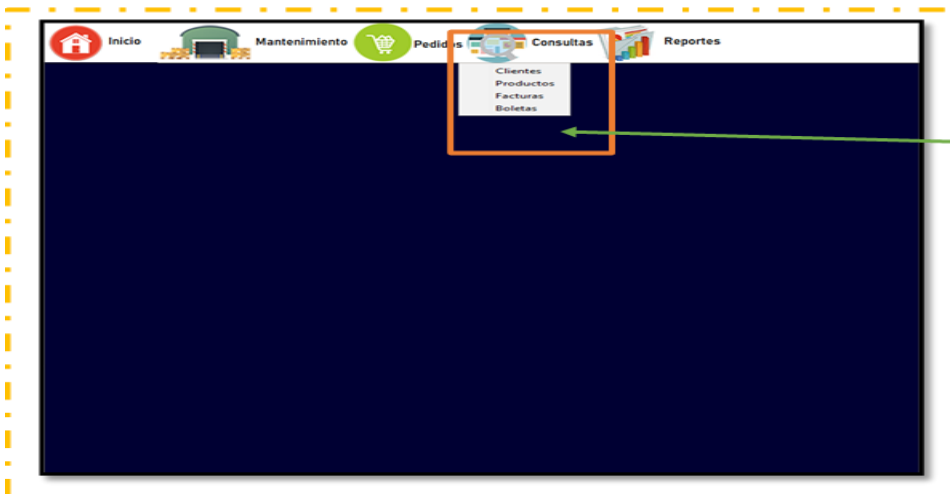 Inicio Mantenimiento Pedidos Consultas Reportes
Clientes
Productos
Facturas
Boletas